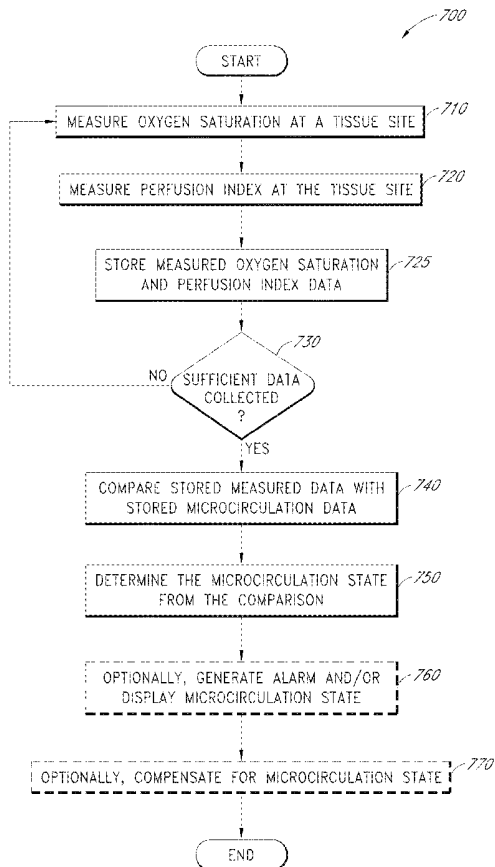 700
START
MEASURE OXYGEN SATURATION AT A TISSUE SITE
710
MEASURE PERFUSION INDEX AT THE TISSUE SITE
720
STORE MEASURED OXYGEN SATURATION
AND PERFUSION INDEX DATA
725
730
NO
SUFFICIENT DATA
COLLECTED
?
YES
COMPARE STORED MEASURED DATA WITH
STORED MICROCIRCULATION DATA
740
DETERMINE THE MICROCIRCULATION STATE
FROM THE COMPARISON
750
OPTIONALLY, GENERATE ALARM AND/OR
DISPLAY MICROCIRCULATION STATE
760
OPTIONALLY, COMPENSATE FOR MICROCIRCULATION STATE
770
END